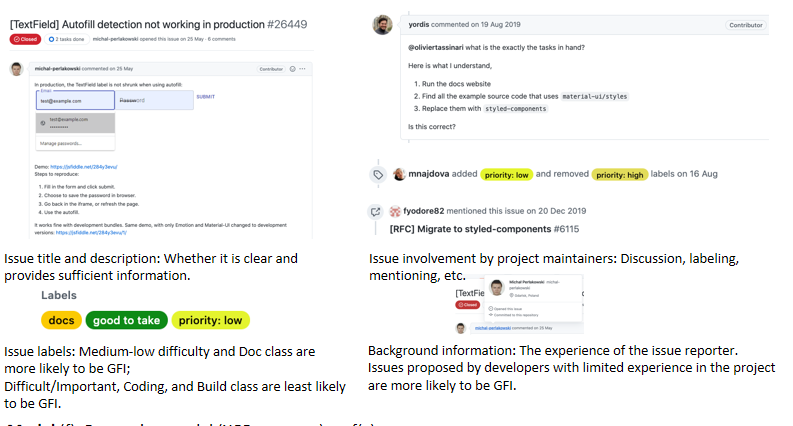 [TextField] Autofill detection not working in production #26449
Closed 2 tasks done michal-perlakowski opened this issue on 25 May · 6 comments
michal-perlakowski commented on 25 May Contributor
In production, the TextField label is not shrunk when using autofill:
Email
test@example.com SUBMIT
test@example.com
Manage passwords...
Demo: https://jsfiddle.net/284y3evu/
Steps to reproduce:
1. Fill in the form and click submit.
2. Choose to save the password in browser.
3. Go back in the iframe, or refresh the page.
4. Use the autofill.
It works fine with development bundles. Same demo, with only Emotion and Material-UI changed to development
versions: https://jsfiddle.net/284y3evu/1/
Issue title and description: Whether it is clear and
provides sufficient information.
Labels
docs good to take priority: low
Issue labels: Medium-low difficulty and Doc class are
more likely to be GFI;
Difficult/Important, Coding, and Build class are least likely
to be GFI.
yordis commented on 19 Aug 2019 Contributor
@oliviertassinari what is the exactly the tasks in hand?
Here is what I understand,
1. Run the docs website
2. Find all the example source code that uses material-ui/styles
3. Replace them with styled-components
Is this correct?
mnajdova added priority: low and removed priority: high labels on 16 Aug
fyodore82 mentioned this issue on 20 Dec 2019
[RFC] Migrate to styled-components #6115
Issue involvement by project maintainers: Discussion, labeling,
mentioning, etc.
[TextFie
Michał Perlakowski michal-
perlakowski
Gdańsk, Poland
Closed
Opened this issue
Committed to this repository
michal-perlakowski commented on 25 May
Background information: The experience of the issue reporter.
Issues proposed by developers with limited experience in the project
are more likely to be GFI.